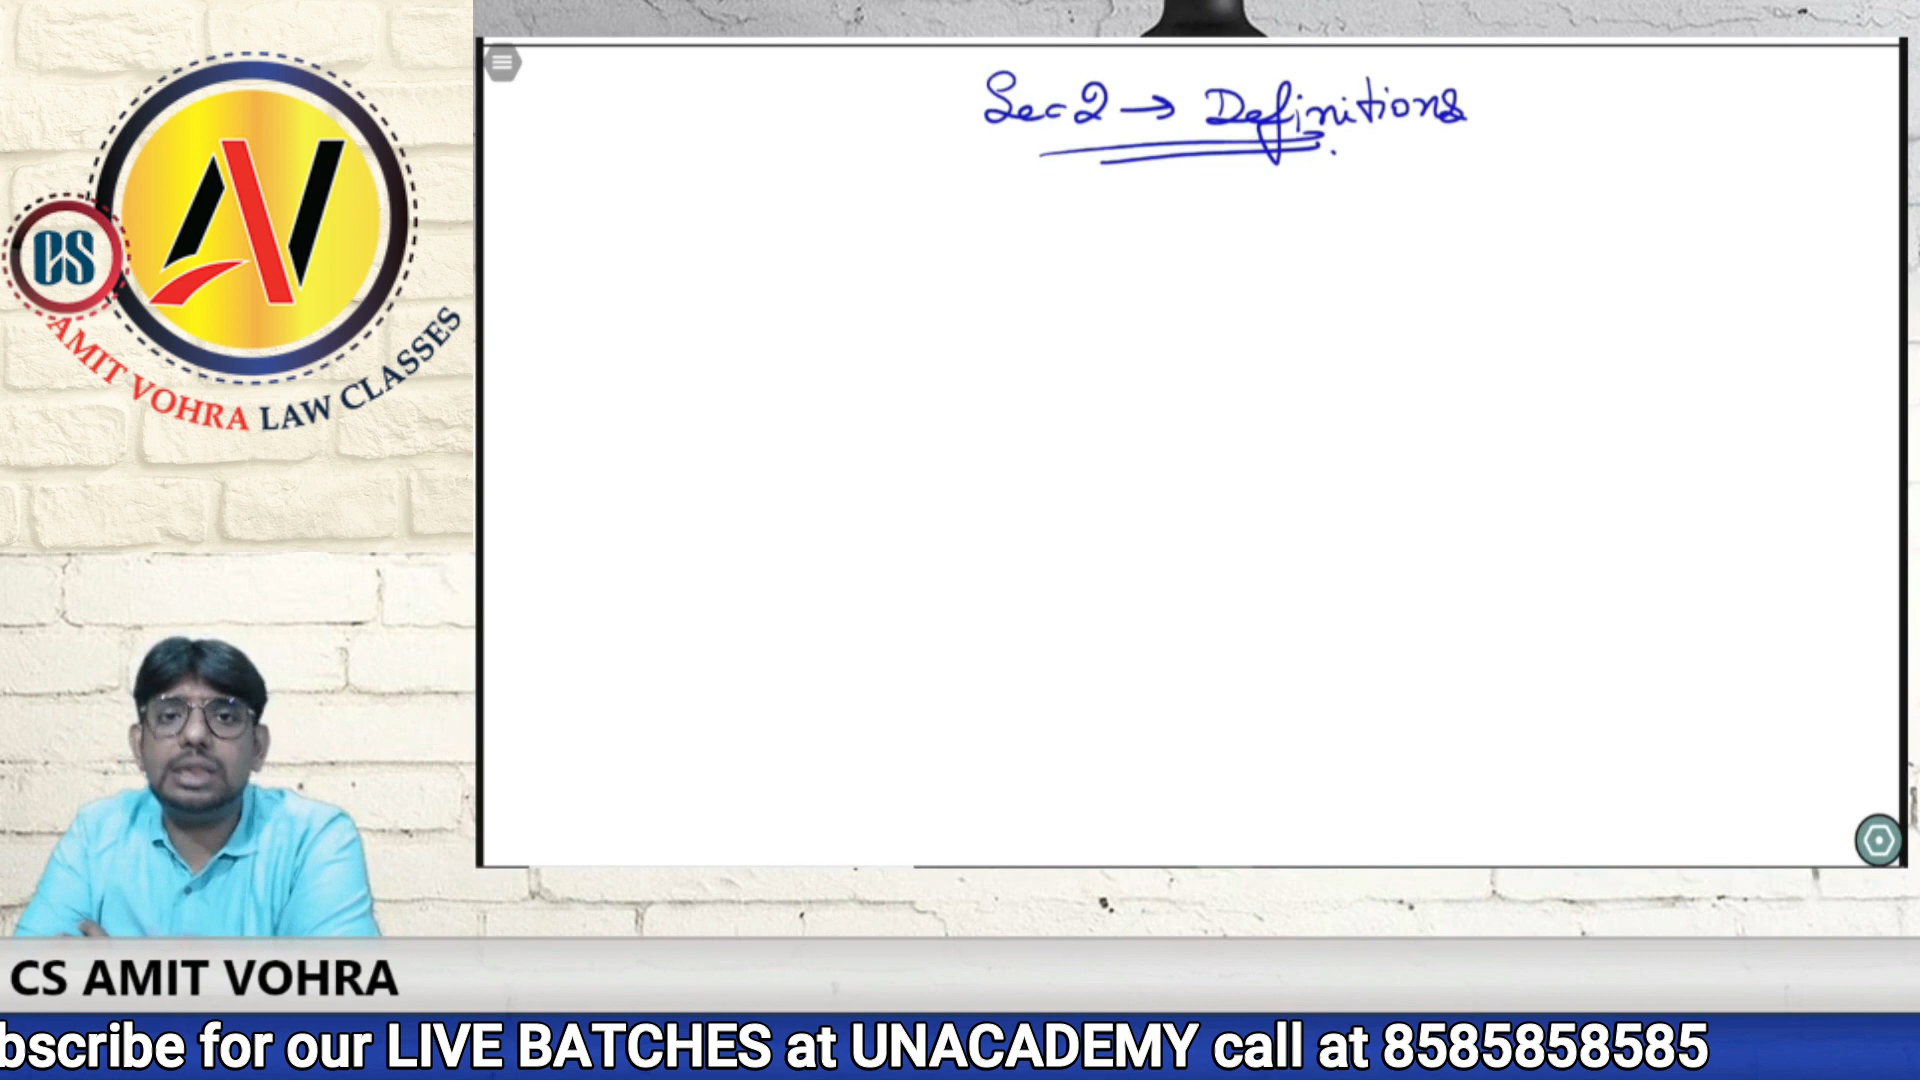 Sec 2 → Definitions
CS
AV
AMIT VOHRA LAW CLASSES
CS AMIT VOHRA
bscribe for our LIVE BATCHES at UNACADEMY call at 8585858585